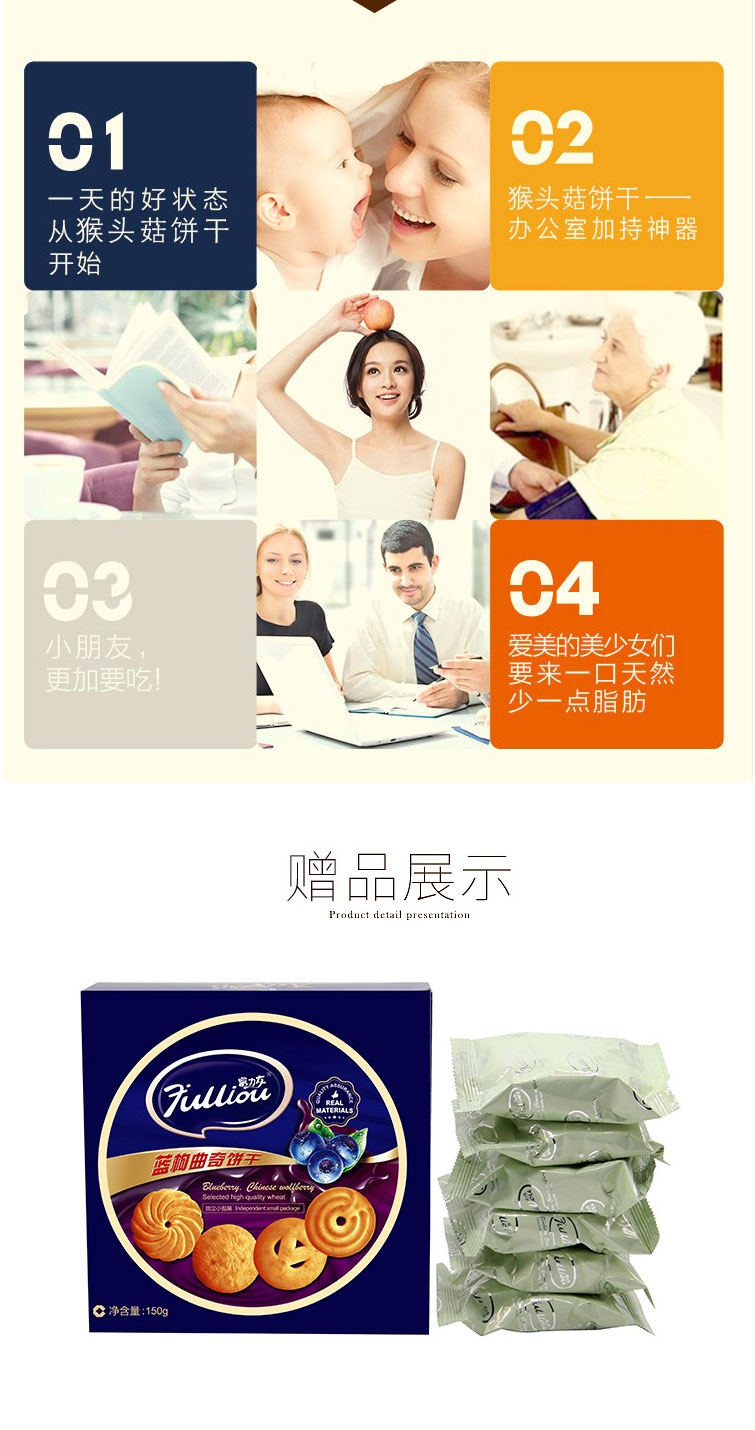 01
一天的好状态
从猴头菇饼干
开始
02
猴头菇饼干——
办公室加持神器
03
小朋友，
更加要吃!
04
爱美的美少女们
要来一口天然
少一点脂肪
赠品展示
Product detail presentation
富力友®
Fulliou
QUALITY ASSURANCE
REAL
MATERIALS
蓝枸曲奇饼干
Blueberry, Chinese wolfberry
Selected high quality wheat
独立小包装 Independent small package
净含量:150g